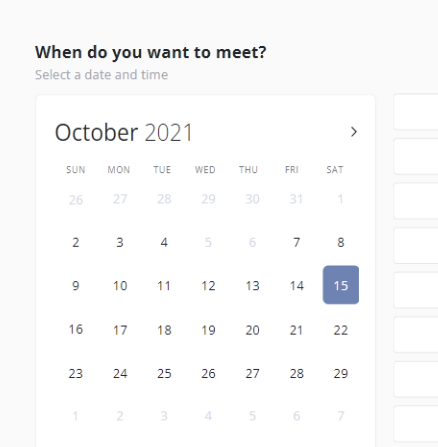 When do you want to meet?
Select a date and time
October 2021 >
SUN MON TUE WED THU FRI SAT
26 27 28 29 30 31 1
2 3 4 5 6 7 8
9 10 11 12 13 14 15
16 17 18 19 20 21 22
23 24 25 26 27 28 29
1 2 3 4 5 6 7